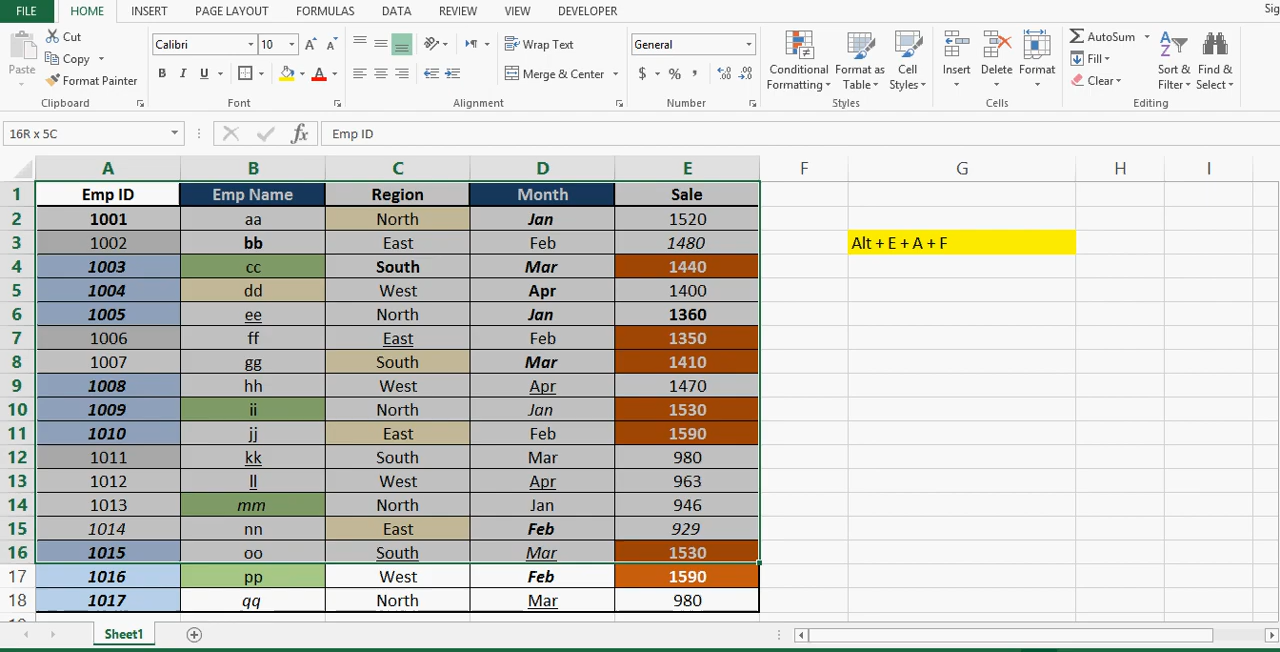 FILE HOME INSERT PAGE LAYOUT FORMULAS DATA REVIEW VIEW DEVELOPER Sig
Paste
Cut
Copy
Format Painter
Clipboard
Calibri 10 A A
B I U A
Font
Wrap Text
Merge & Center
Alignment
General
$ % , .0 .00 .00 .0
Number
Conditional Formatting
Format as Table
Cell Styles
Styles
Insert Delete Format
Cells
AutoSum
Fill
Clear
Sort & Filter
Find & Select
Editing
16R x 5C fx Emp ID
A B C D E F G H I
1 Emp ID Emp Name Region Month Sale
2 1001 aa North Jan 1520
3 1002 bb East Feb 1480 Alt + E + A + F
4 1003 cc South Mar 1440
5 1004 dd West Apr 1400
6 1005 ee North Jan 1360
7 1006 ff East Feb 1350
8 1007 gg South Mar 1410
9 1008 hh West Apr 1470
10 1009 ii North Jan 1530
11 1010 jj East Feb 1590
12 1011 kk South Mar 980
13 1012 ll West Apr 963
14 1013 mm North Jan 946
15 1014 nn East Feb 929
16 1015 oo South Mar 1530
17 1016 pp West Feb 1590
18 1017 qq North Mar 980
Sheet1